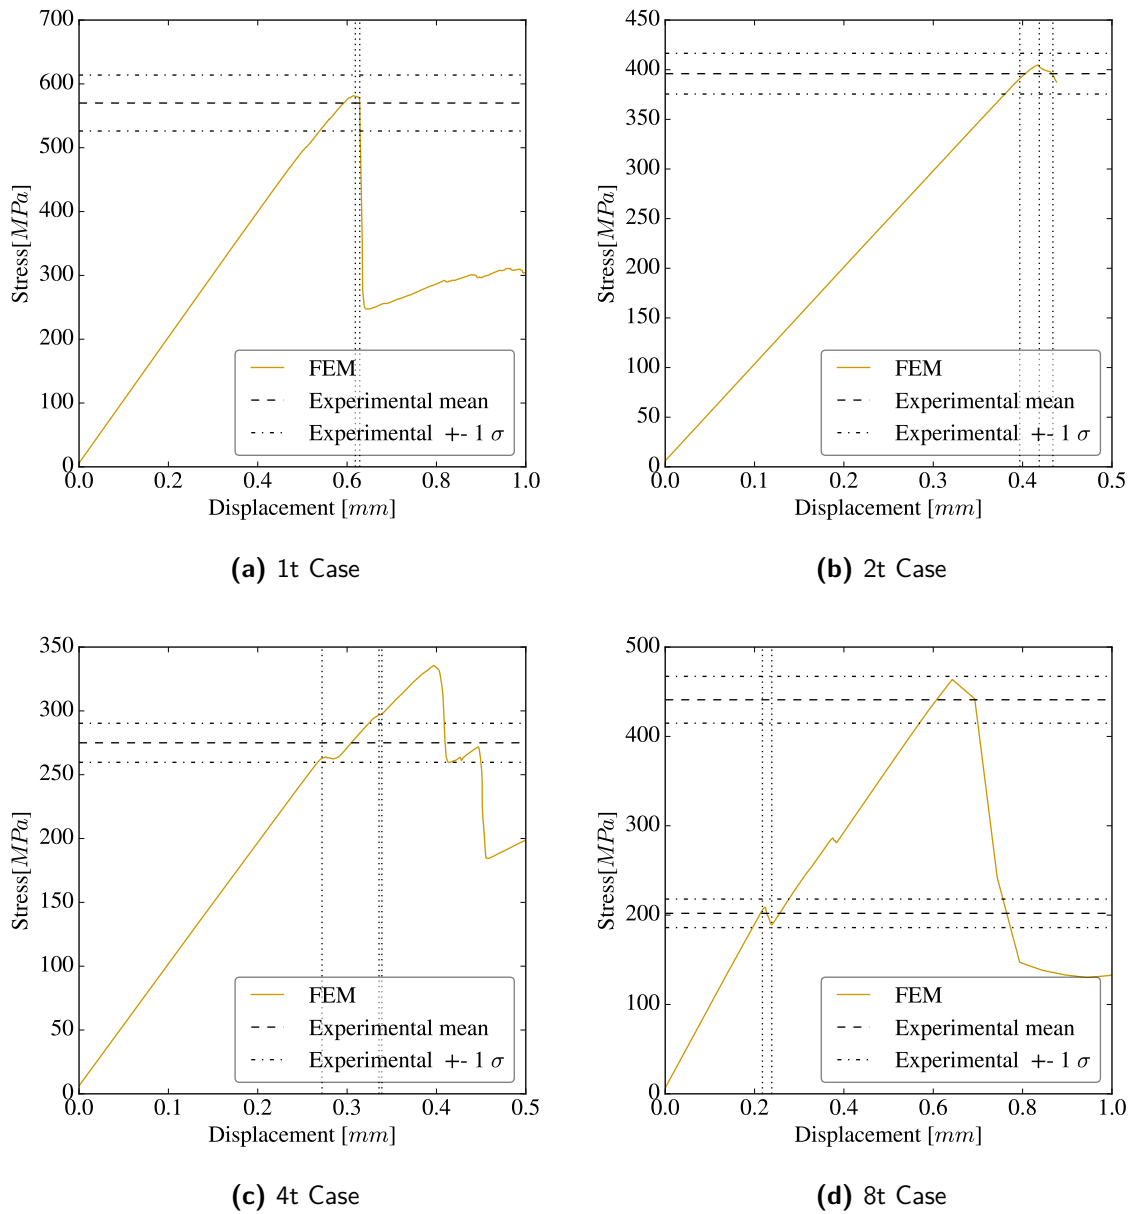 700
600
500
400
300
200
100
0
Stress[MPa]
FEM
Experimental mean
Experimental +- 1 σ
0.0 0.2 0.4 0.6 0.8 1.0
Displacement [mm]
(a) 1t Case
450
400
350
300
250
200
150
100
50
0
Stress[MPa]
FEM
Experimental mean
Experimental +- 1 σ
0.0 0.1 0.2 0.3 0.4 0.5
Displacement [mm]
(b) 2t Case
350
300
250
200
150
100
50
0
Stress[MPa]
FEM
Experimental mean
Experimental +- 1 σ
0.0 0.1 0.2 0.3 0.4 0.5
Displacement [mm]
(c) 4t Case
500
400
300
200
100
0
Stress[MPa]
FEM
Experimental mean
Experimental +- 1 σ
0.0 0.2 0.4 0.6 0.8 1.0
Displacement [mm]
(d) 8t Case